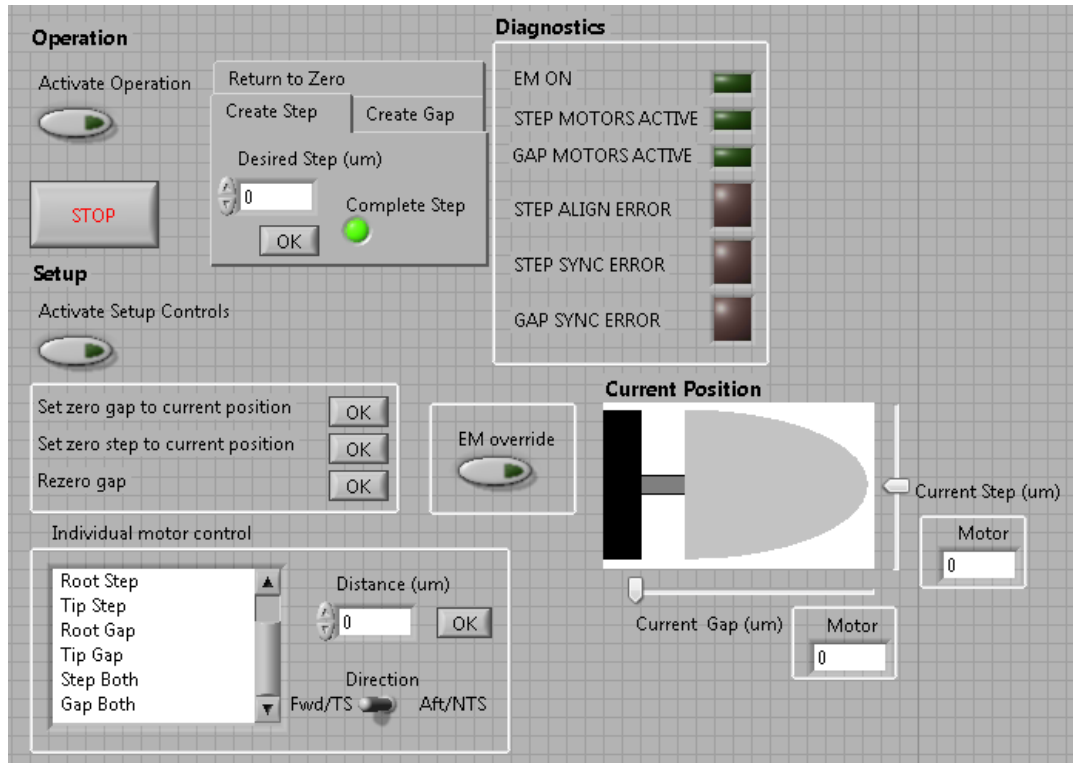 Operation
Activate Operation
STOP
Return to Zero
Create Step
Create Gap
Desired Step (um)
0
OK
Complete Step
Diagnostics
EM ON
STEP MOTORS ACTIVE
GAP MOTORS ACTIVE
STEP ALIGN ERROR
STEP SYNC ERROR
GAP SYNC ERROR
Setup
Activate Setup Controls
Set zero gap to current position
OK
Set zero step to current position
OK
Rezero gap
OK
EM override
Individual motor control
Root Step
Tip Step
Root Gap
Tip Gap
Step Both
Gap Both
Distance (um)
0
OK
Direction
Fwd/TS
Aft/NTS
Current Position
Current Step (um)
Motor
0
Current Gap (um)
Motor
0